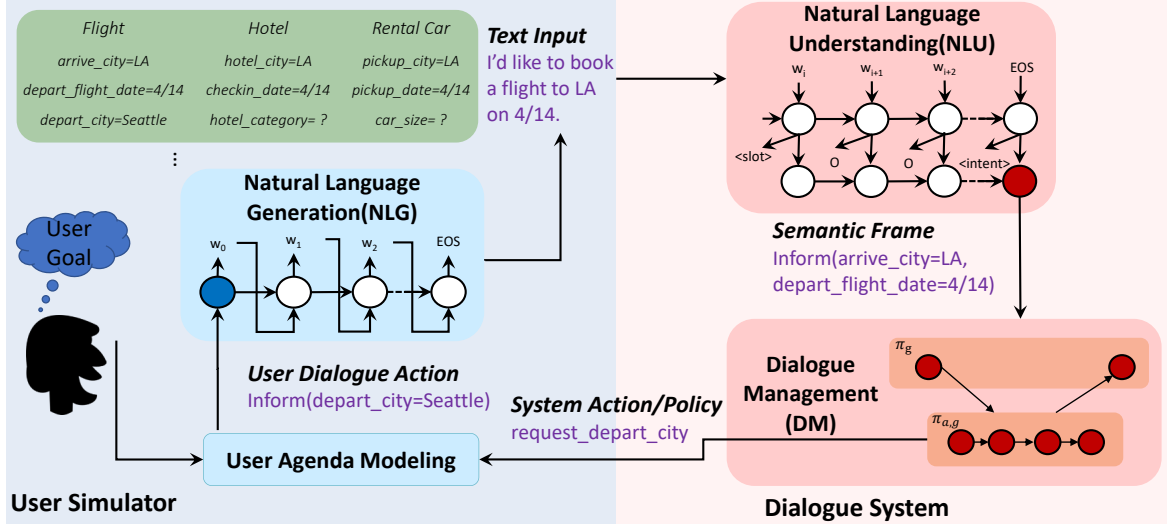 Flight Hotel Rental Car
arrive_city=LA hotel_city=LA pickup_city=LA
depart_flight_date=4/14 checkin_date=4/14 pickup_date=4/14
depart_city=Seattle hotel_category= ? car_size= ?
...
Text Input
I'd like to book
a flight to LA
on 4/14.
Natural Language
Understanding(NLU)
w_i w_{i+1} w_{i+2} EOS
<slot> O O <intent>
Natural Language
Generation(NLG)
w_0 w_1 w_2 EOS
User
Goal
Semantic Frame
Inform(arrive_city=LA,
depart_flight_date=4/14)
User Dialogue Action
Inform(depart_city=Seattle)
System Action/Policy
request_depart_city
Dialogue
Management
(DM)
π_g
π_{a,g}
User Agenda Modeling
User Simulator
Dialogue System